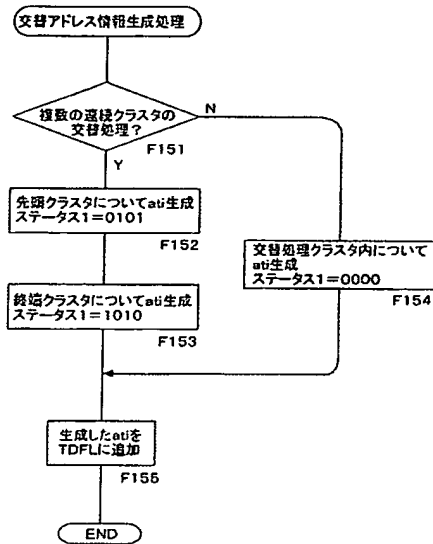 交替アドレス情報生成処理
複数の連続クラスタの
交替処理？
N
F151
Y
先頭クラスタについてati生成
ステータス1=0101
F152
交替処理クラスタ内について
ati生成
ステータス1=0000
F154
終端クラスタについてati生成
ステータス1=1010
F153
生成したatiを
TDFLに追加
F155
END